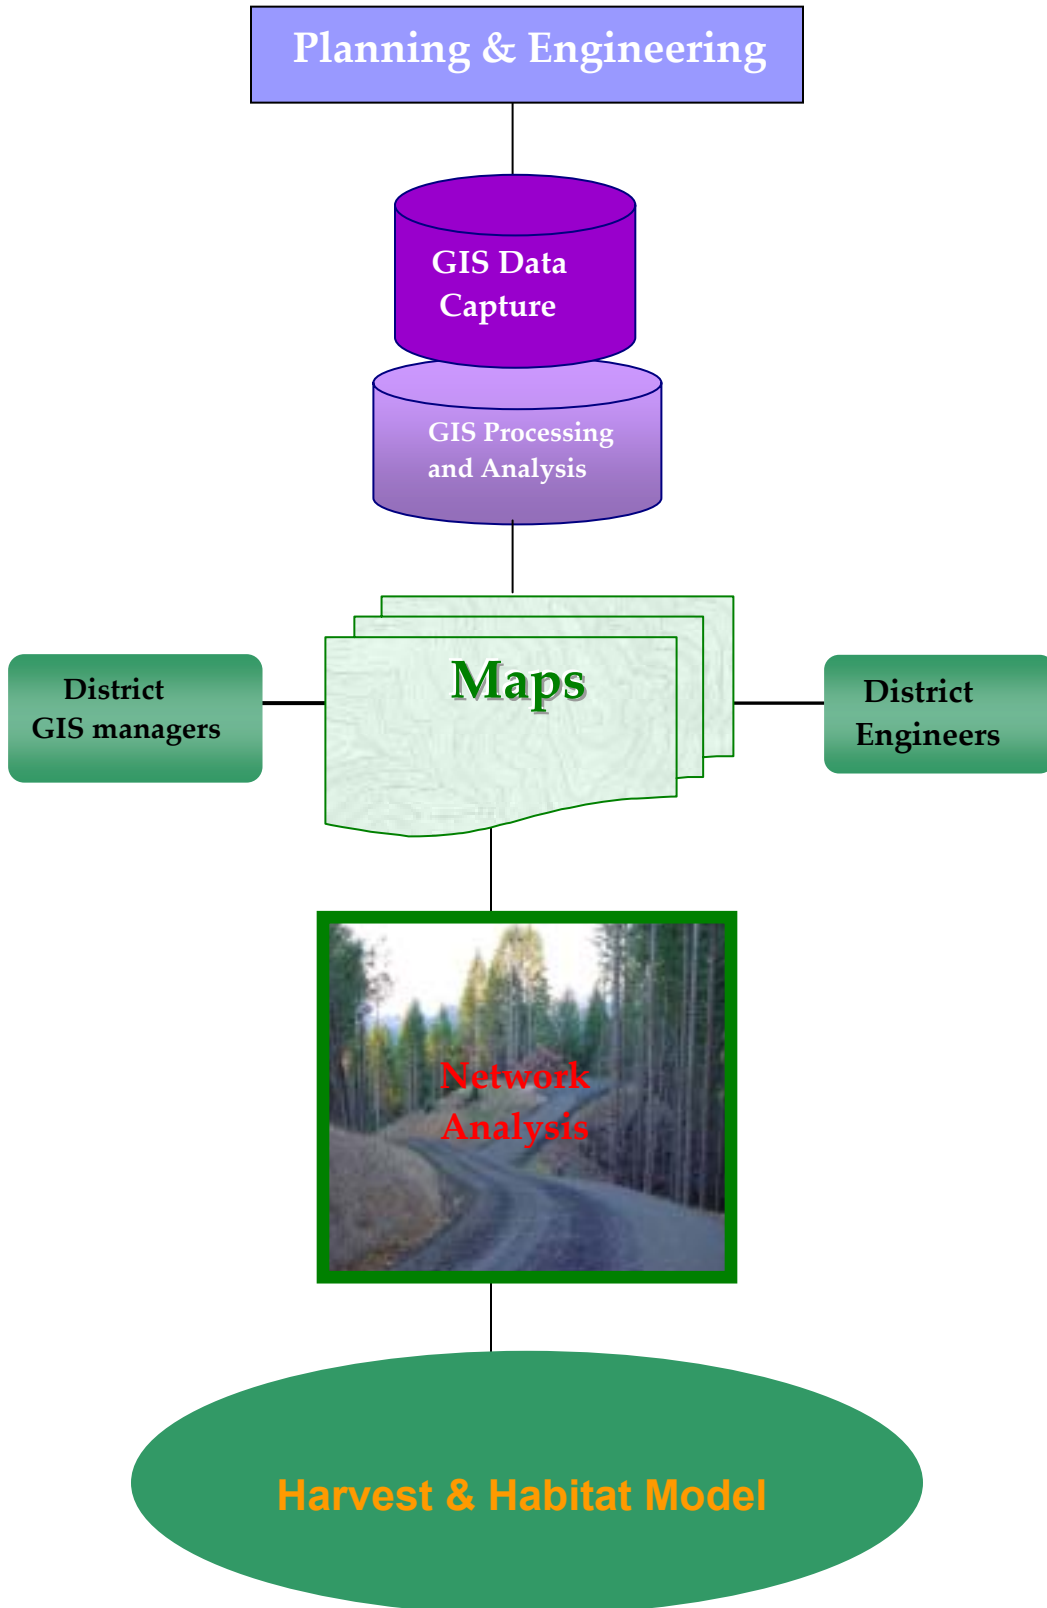 Planning & Engineering
GIS Data
Capture
GIS Processing
and Analysis
Maps
District
GIS managers
District
Engineers
Network
Analysis
Harvest & Habitat Model